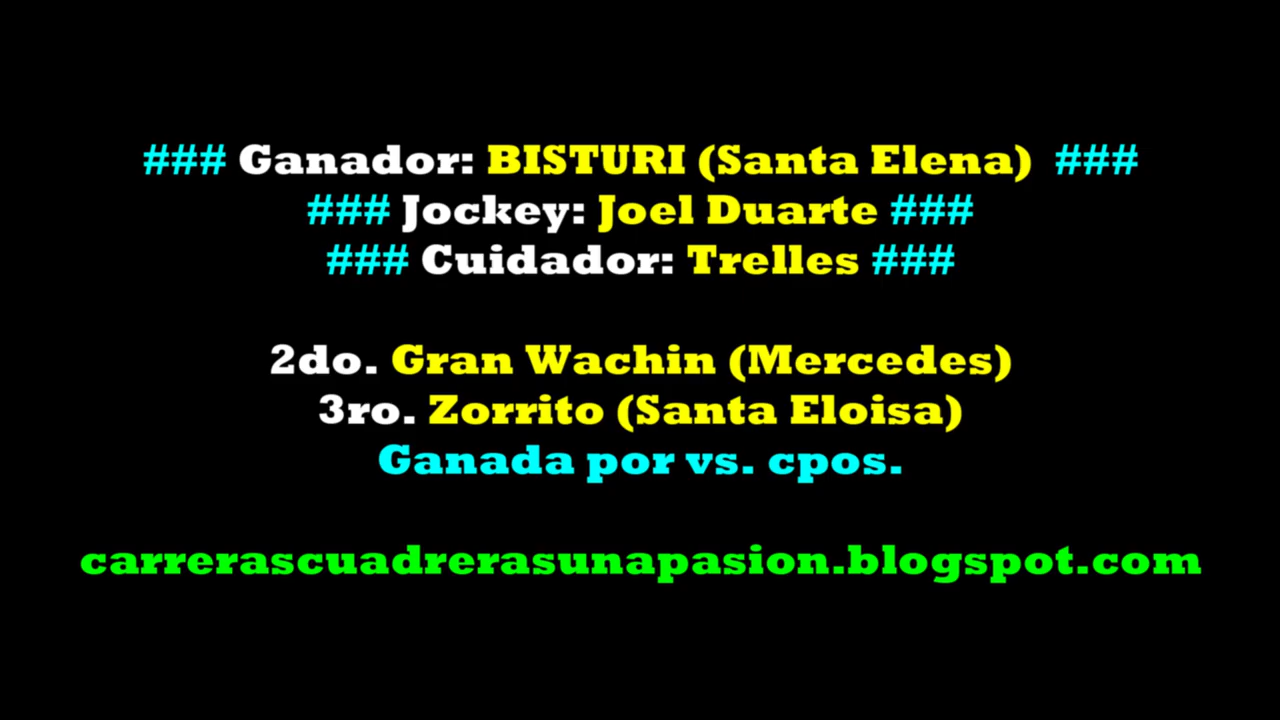 ### Ganador: BISTURI (Santa Elena) ###
### Jockey: Joel Duarte ###
### Cuidador: Trelles ###
2do. Gran Wachin (Mercedes)
3ro. Zorrito (Santa Eloisa)
Ganada por vs. cpos.
carrerascuadrerasunapasion.blogspot.com